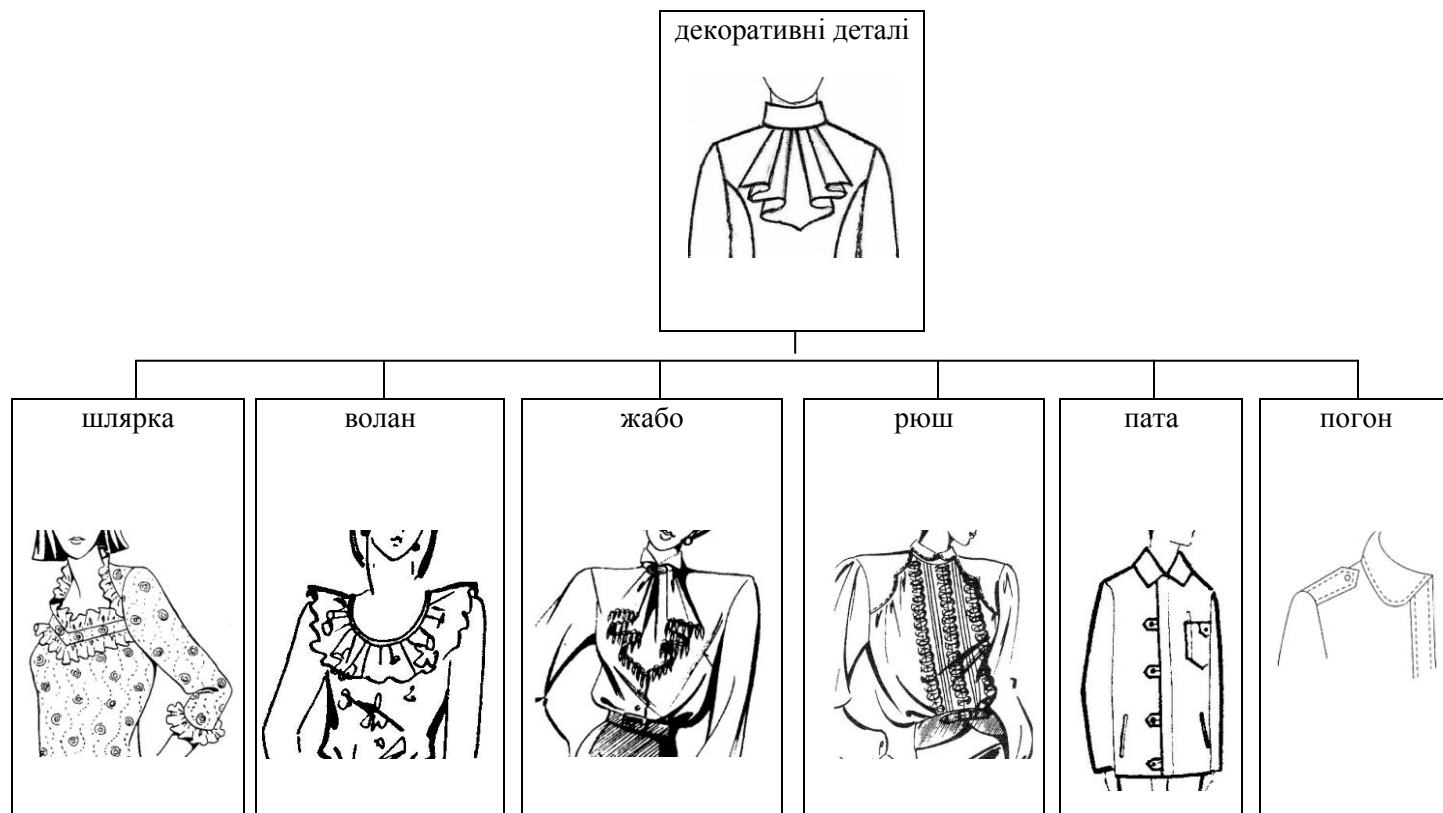 декоративні деталі
шлярка
волан
жабо
рюш
пата
погон